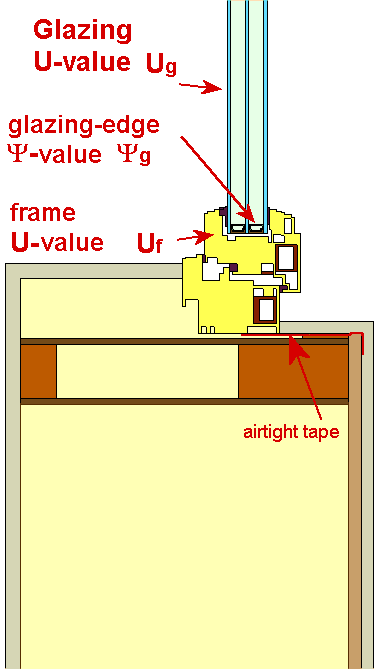 Glazing
U-value Ug
glazing-edge
Ψ-value Ψg
frame
U-value Uf
airtight tape